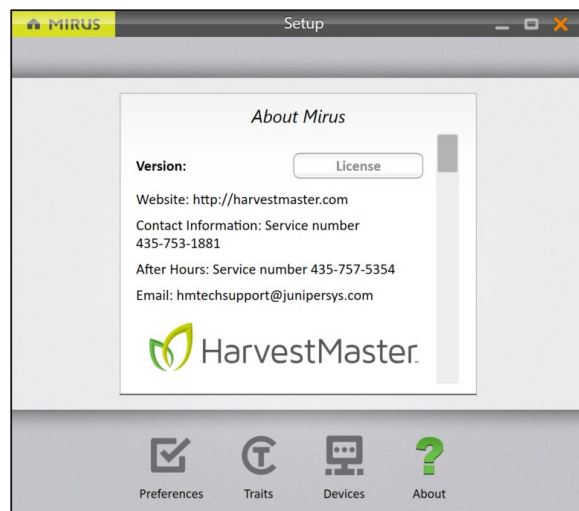 MIRUS
Setup
About Mirus
Version:
License
Website: http://harvestmaster.com
Contact Information: Service number
435-753-1881
After Hours: Service number 435-757-5354
Email: hmtechsupport@junipersys.com
HarvestMaster™
Preferences
Traits
Devices
About